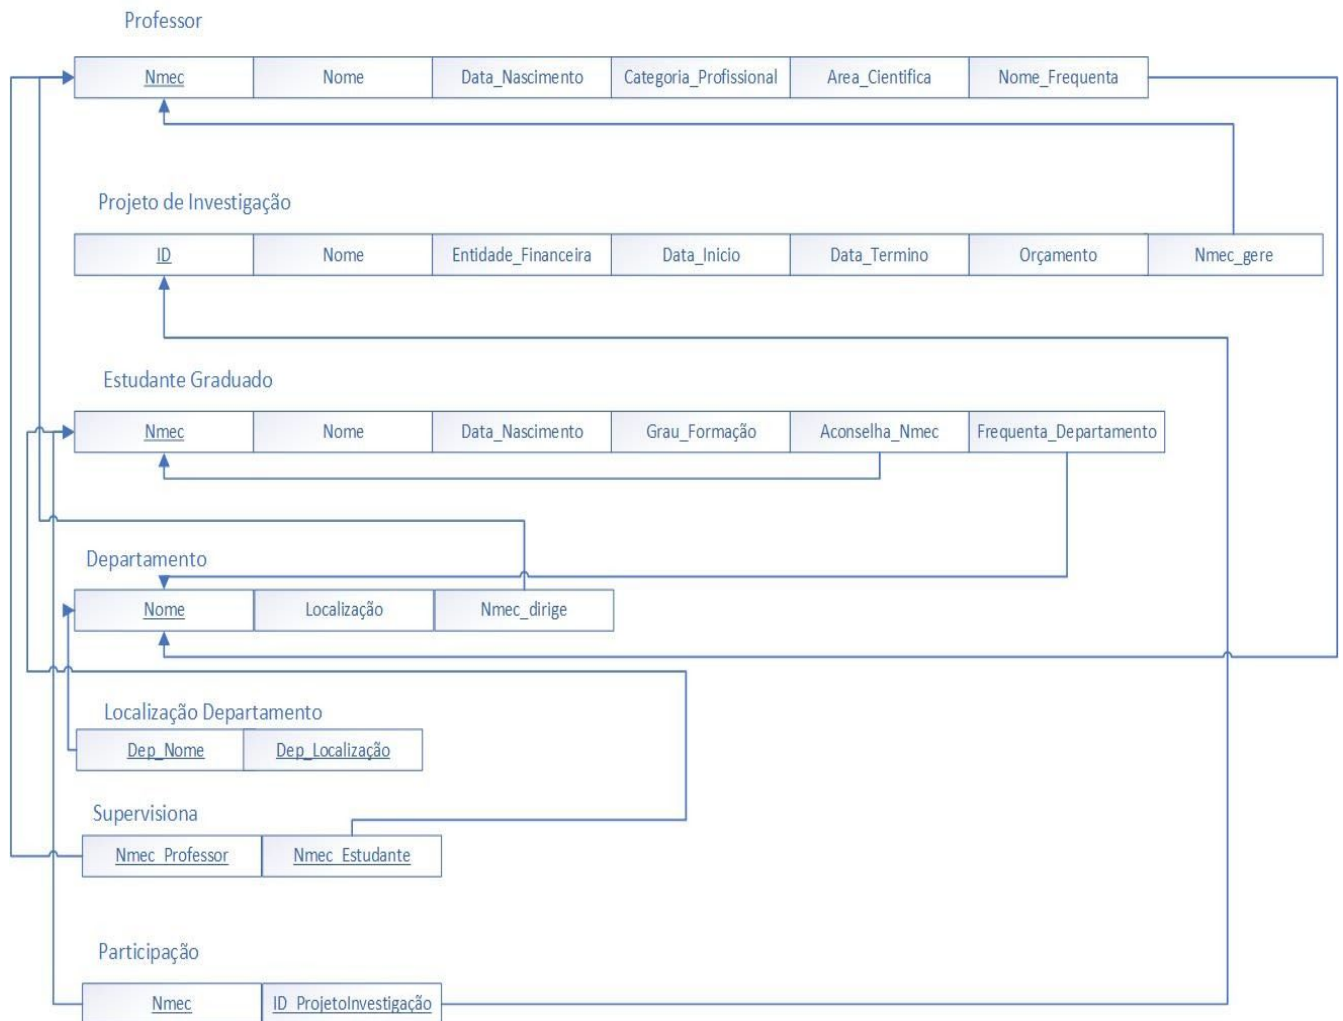 Professor
Nmec Nome Data_Nascimento Categoria_Profissional Area_Cientifica Nome_Frequenta
Projeto de Investigação
ID Nome Entidade_Financeira Data_Inicio Data_Termino Orçamento Nmec_gere
Estudante Graduado
Nmec Nome Data_Nascimento Grau_Formação Aconselha_Nmec Frequenta_Departamento
Departamento
Nome Localização Nmec_dirige
Localização Departamento
Dep_Nome Dep_Localização
Supervisiona
Nmec_Professor Nmec_Estudante
Participação
Nmec ID_ProjetoInvestigação